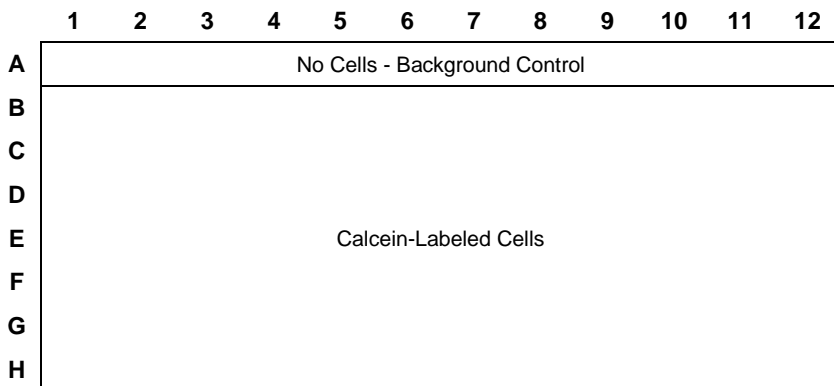 1 2 3 4 5 6 7 8 9 10 11 12
A No Cells - Background Control
B
C
D
E Calcein-Labeled Cells
F
G
H